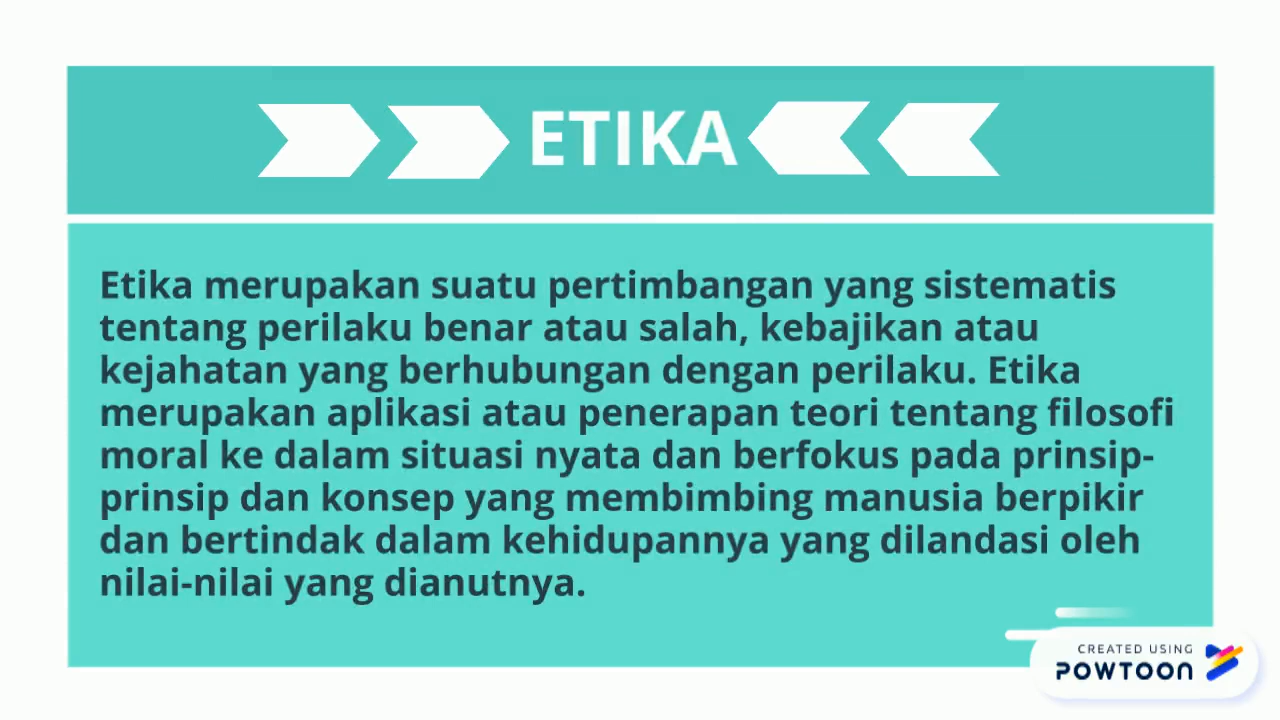 ETIKA
Etika merupakan suatu pertimbangan yang sistematis
tentang perilaku benar atau salah, kebajikan atau
kejahatan yang berhubungan dengan perilaku. Etika
merupakan aplikasi atau penerapan teori tentang filosofi
moral ke dalam situasi nyata dan berfokus pada prinsip-
prinsip dan konsep yang membimbing manusia berpikir
dan bertindak dalam kehidupannya yang dilandasi oleh
nilai-nilai yang dianutnya.
CREATED USING
POWTOON